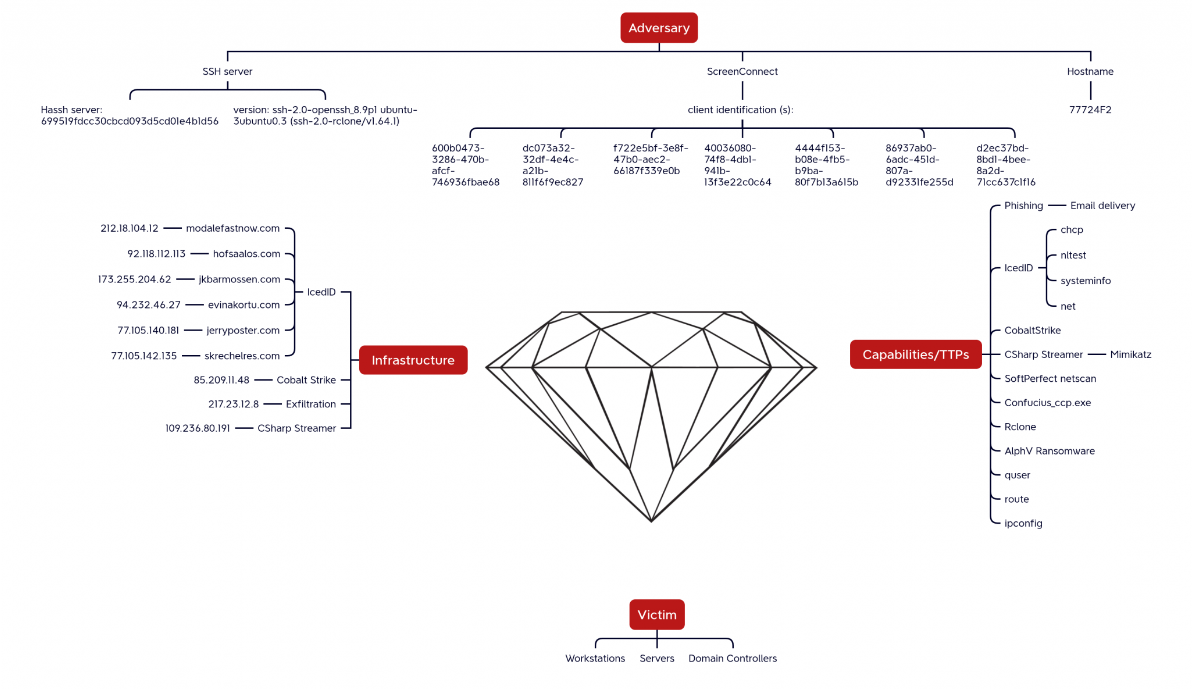 Adversary
SSH server
ScreenConnect
Hostname
Hassh server:
699519fdcc30cbcd093d5cd01e4b1d56
version: ssh-2.0-openssh_8.9p1 ubuntu-
3ubuntu0.3 (ssh-2.0-rclone/v1.64.1)
client identification (s):
77724F2
600b0473-
3286-470b-
afcf-
746936fbae68
dc073a32-
32df-4e4c-
a21b-
811f6f9ec827
f722e5bf-3e8f-
47b0-aec2-
66187f339e0b
40036080-
74f8-4db1-
941b-
13f3e22c0c64
4444f153-
b08e-4fb5-
b9ba-
80f7b13a615b
86937ab0-
6adc-451d-
807a-
d92331fe255d
d2ec37bd-
8bd1-4bee-
8a2d-
71cc637c1f16
212.18.104.12
modalefastnow.com
92.118.112.113
hofsaalos.com
173.255.204.62
jkbarmossen.com
94.232.46.27
evinakortu.com
77.105.140.181
jerryposter.com
77.105.142.135
skrechelres.com
IcedID
85.209.11.48
Cobalt Strike
217.23.12.8
Exfiltration
109.236.80.191
CSharp Streamer
Infrastructure
Capabilities/TTPs
Phishing
Email delivery
IcedID
chcp
nltest
systeminfo
net
CobaltStrike
CSharp Streamer
Mimikatz
SoftPerfect netscan
Confucius_ccp.exe
Rclone
AlphV Ransomware
quser
route
ipconfig
Victim
Workstations
Servers
Domain Controllers